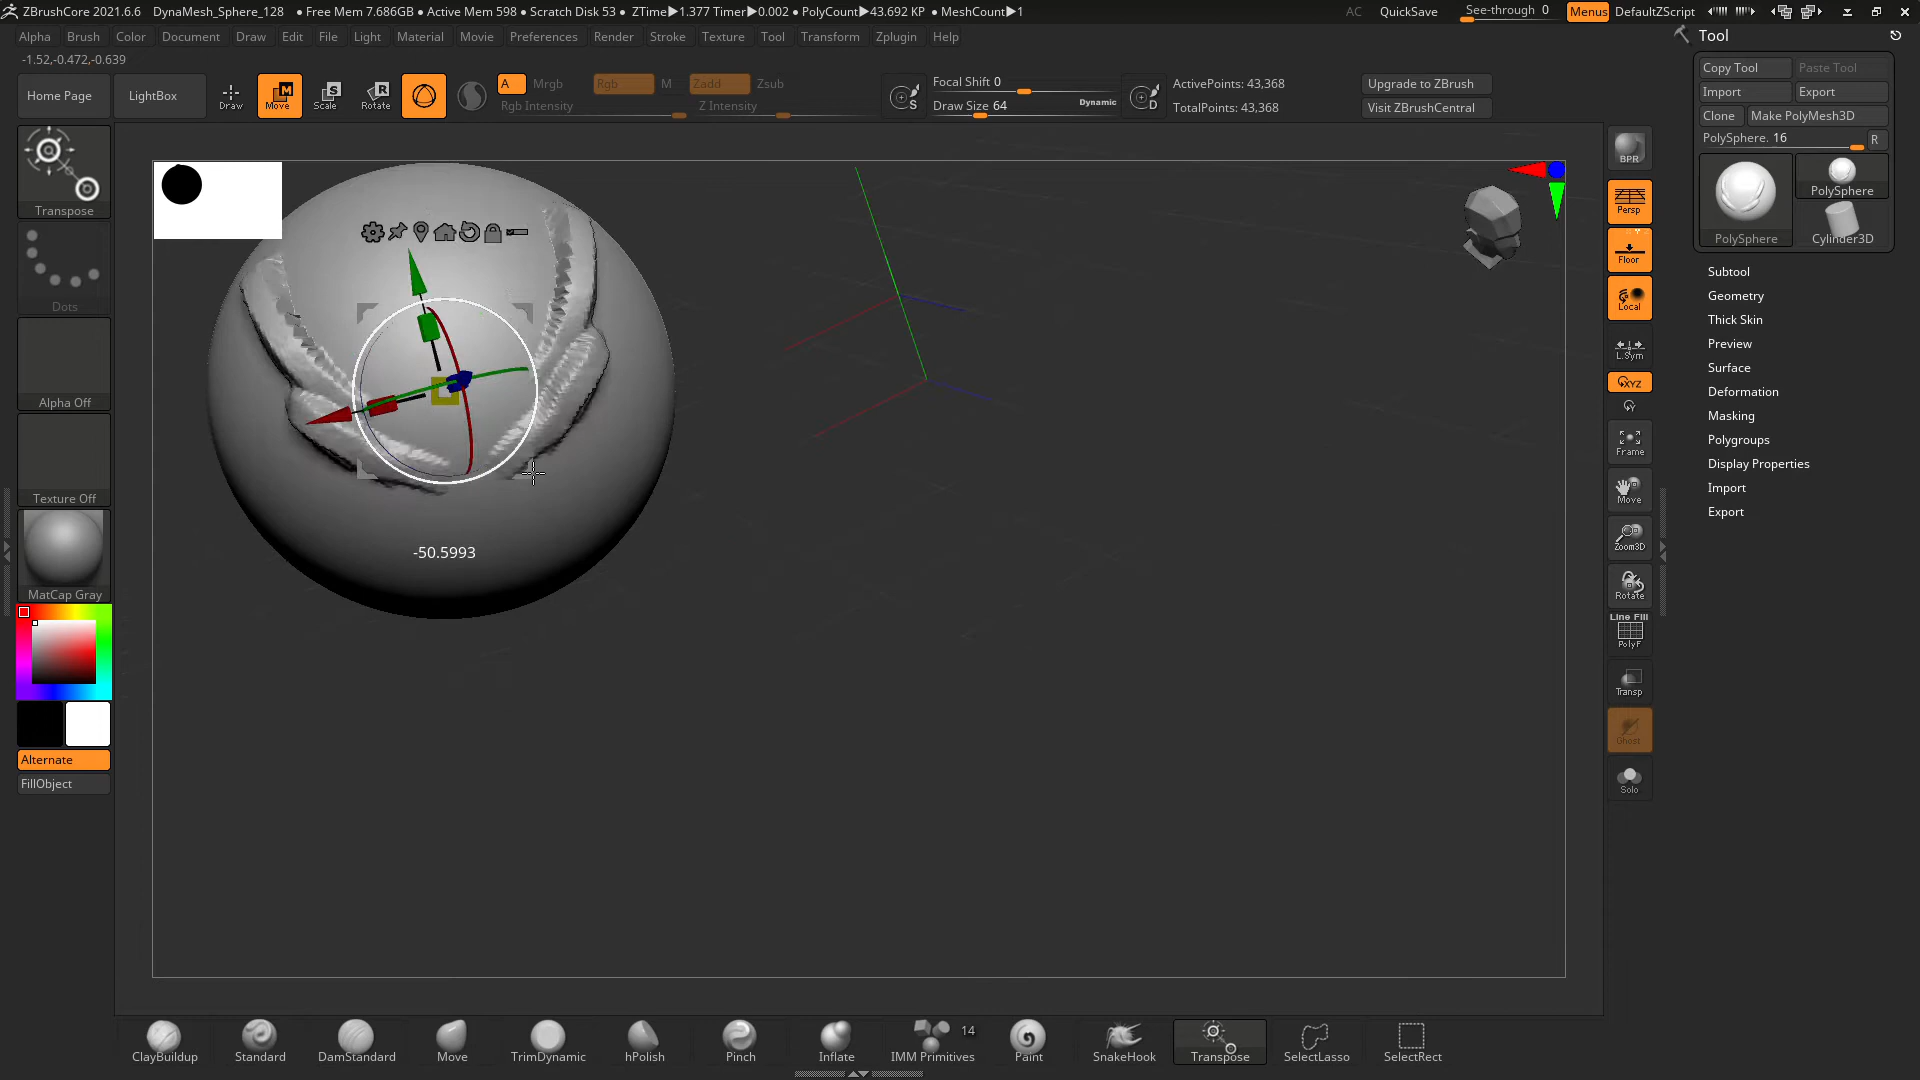 ZBrushCore 2021.6.6 DynaMesh_Sphere_128 ● Free Mem 7.686GB ● Active Mem 598 ● Scratch Disk 53 ● ZTime▶1.377 Timer▶0.002 ● PolyCount▶43.692 KP ● MeshCount▶1 AC QuickSave See-through 0 Menus DefaultZScript
Alpha Brush Color Document Draw Edit File Light Material Movie Preferences Render Stroke Texture Tool Transform Zplugin Help
Tool
-1.52,-0.472,-0.639
Home Page LightBox Draw Move Scale Rotate A Mrgb Rgb M Zadd Zsub
Rgb Intensity Z Intensity
S Focal Shift 0
Draw Size 64 Dynamic D
ActivePoints: 43,368
TotalPoints: 43,368
Upgrade to ZBrush
Visit ZBrushCentral
Copy Tool Paste Tool
Import Export
Clone Make PolyMesh3D
PolySphere. 16 R
PolySphere
PolySphere Cylinder3D
Subtool
Geometry
Thick Skin
Preview
Surface
Deformation
Masking
Polygroups
Display Properties
Import
Export
Transpose
Dots
Alpha Off
Texture Off
MatCap Gray
Alternate
FillObject
-50.5993
BPR
Persp
Floor
Local
L.Sym
XYZ
Y
Frame
Move
Zoom3D
Rotate
Line Fill
PolyF
Transp
Ghost
Solo
ClayBuildup Standard DamStandard Move TrimDynamic hPolish Pinch Inflate IMM Primitives 14 Paint SnakeHook Transpose SelectLasso SelectRect